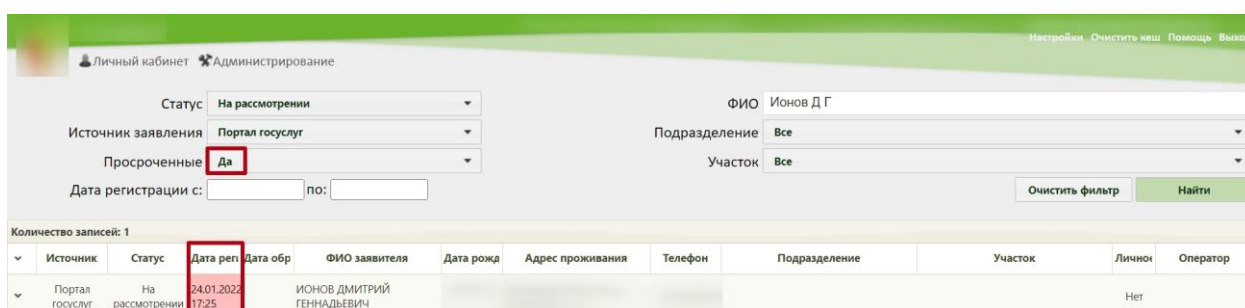 Настройки Очистить кеш Помощь Выхо
Личный кабинет Администрирование
Статус На рассмотрении ФИО Ионов Д Г
Источник заявления Портал госуслуг Подразделение Все
Просроченные Да Участок Все
Дата регистрации с: по: Очистить фильтр Найти
Количество записей: 1
Источник Статус Дата реги Дата обр ФИО заявителя Дата рожд Адрес проживания Телефон Подразделение Участок Лично Оператор
Портал На 24.01.2022 ИОНОВ ДМИТРИЙ Нет
госуслуг рассмотрении 17:25 ГЕННАДЬЕВИЧ